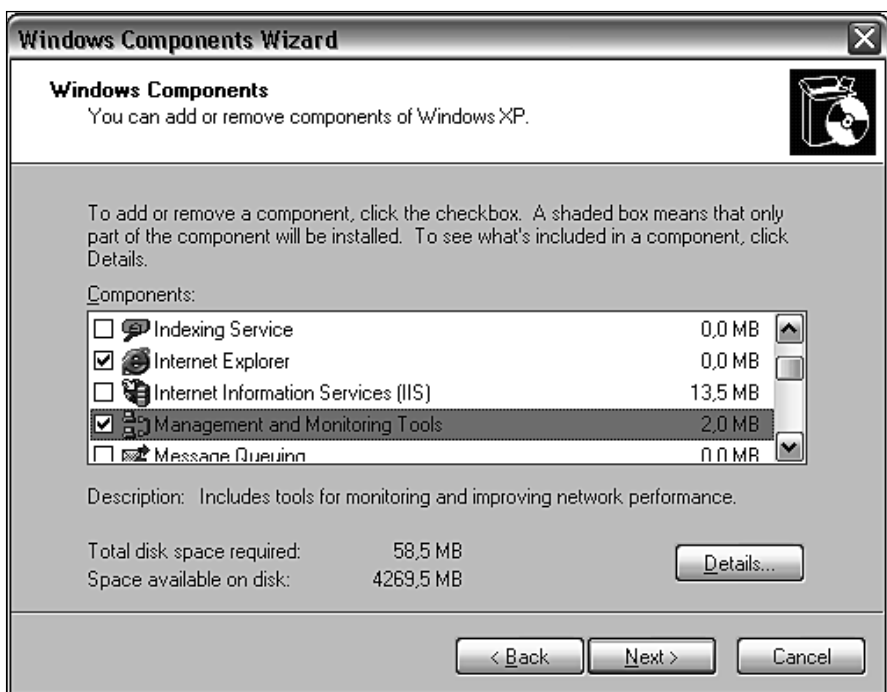 Windows Components Wizard
Windows Components
You can add or remove components of Windows XP.
To add or remove a component, click the checkbox. A shaded box means that only
part of the component will be installed. To see what's included in a component, click
Details.
Components:
Indexing Service 0,0 MB
Internet Explorer 0,0 MB
Internet Information Services (IIS) 13,5 MB
Management and Monitoring Tools 2,0 MB
Message Queuing 0,0 MB
Description: Includes tools for monitoring and improving network performance.
Total disk space required: 58,5 MB
Space available on disk: 4269,5 MB
Details...
< Back Next > Cancel